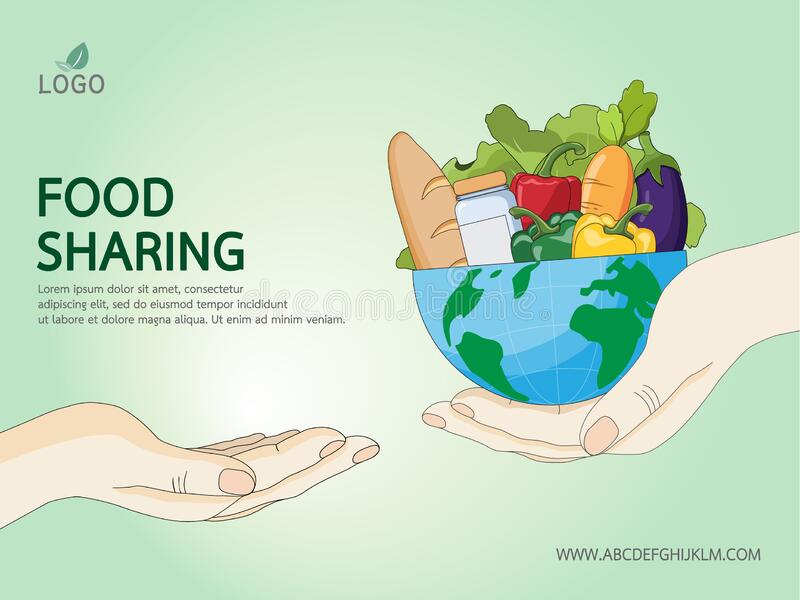 LOGO
FOOD
SHARING
Lorem ipsum dolor sit amet, consectetur
adipiscing elit, sed do eiusmod tempor incididunt
ut labore et dolore magna aliqua. Ut enim ad minim veniam.
dreamstime
WWW.ABCDEFGHIJKLM.COM